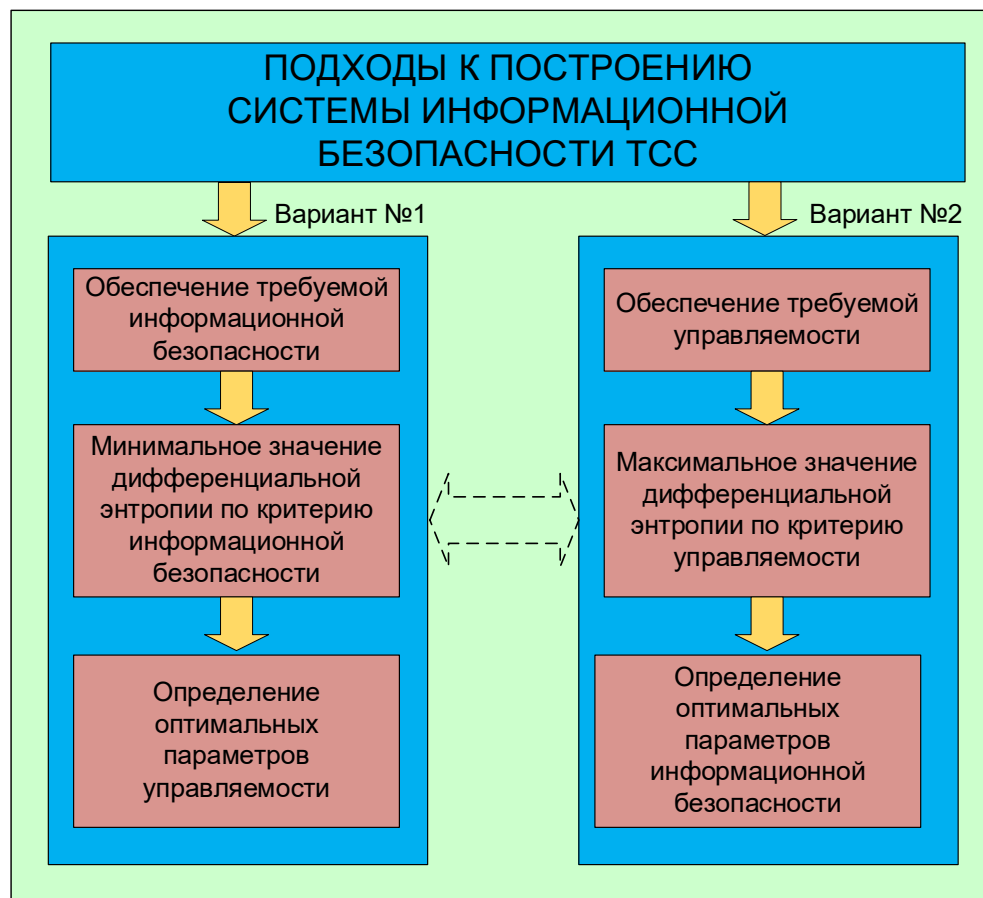 ПОДХОДЫ К ПОСТРОЕНИЮ
СИСТЕМЫ ИНФОРМАЦИОННОЙ
БЕЗОПАСНОСТИ ТСС
Вариант №1
Обеспечение требуемой
информационной
безопасности
Минимальное значение
дифференциальной
энтропии по критерию
информационной
безопасности
Определение
оптимальных
параметров
управляемости
Вариант №2
Обеспечение требуемой
управляемости
Максимальное значение
дифференциальной
энтропии по критерию
управляемости
Определение
оптимальных
параметров
информационной
безопасности